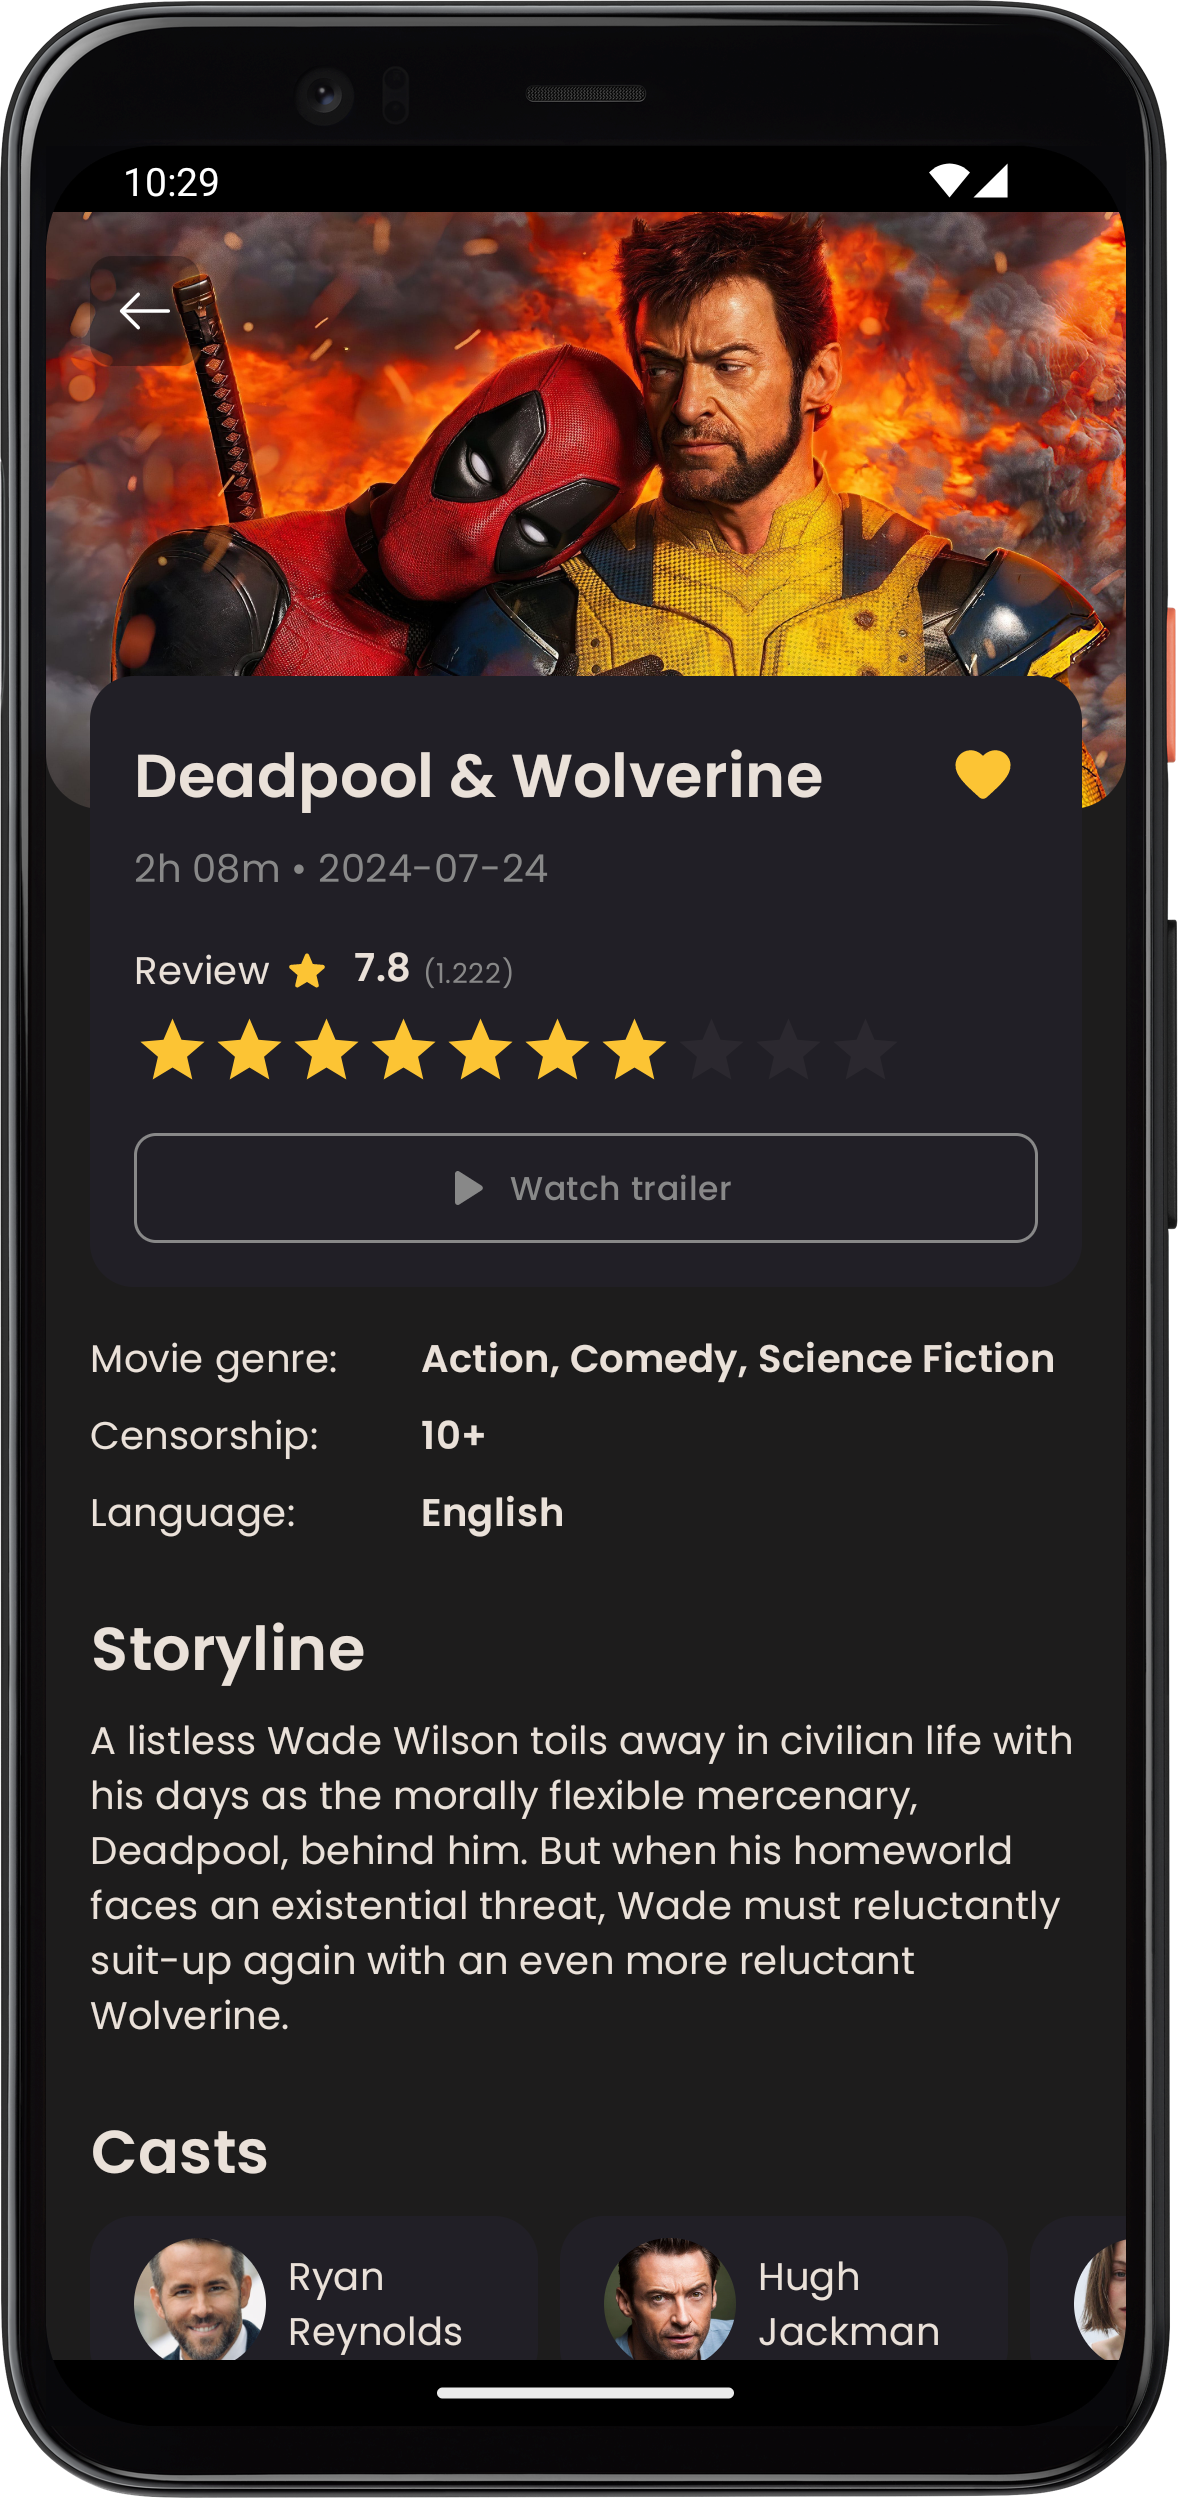 10:29
Deadpool & Wolverine
2h 08m • 2024-07-24
Review 7.8 (1.222)
Watch trailer
Movie genre: Action, Comedy, Science Fiction
Censorship: 10+
Language: English
Storyline
A listless Wade Wilson toils away in civilian life with
his days as the morally flexible mercenary,
Deadpool, behind him. But when his homeworld
faces an existential threat, Wade must reluctantly
suit-up again with an even more reluctant
Wolverine.
Casts
Ryan
Reynolds
Hugh
Jackman